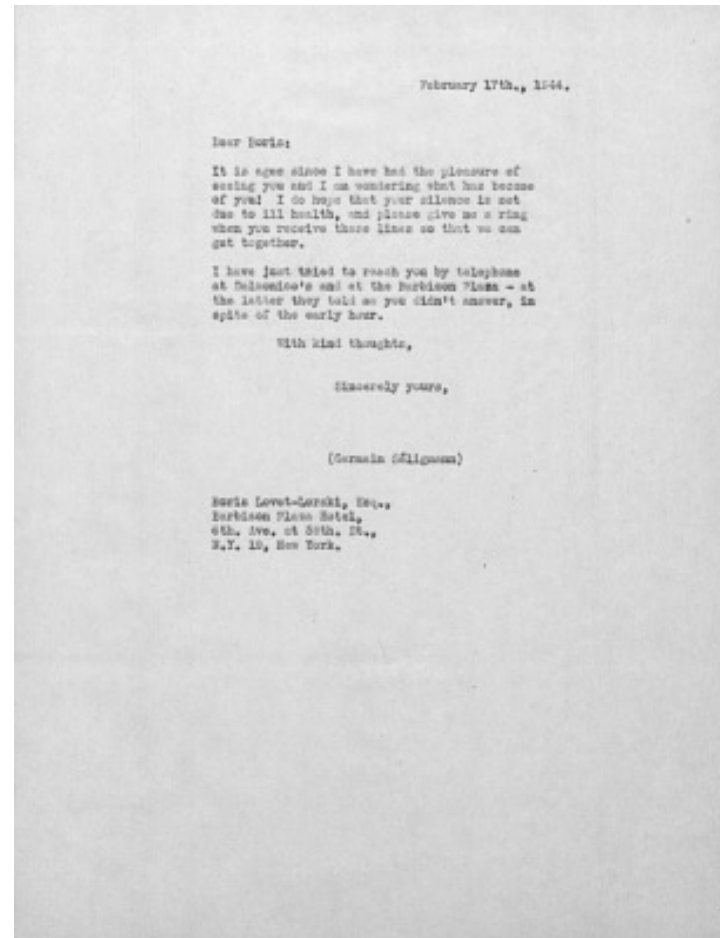 February 17th., 1944.
Dear Boris:
It is ages since I have had the pleasure of
seeing you and I am wondering what has become
of you! I do hope that your silence is not
due to ill health, and please give me a ring
when you receive these lines so that we can
get together.
I have just tried to reach you by telephone
at Delmonico's and at the Barbizon Plaza - at
the latter they told me you didn't answer, in
spite of the early hour.
With kind thoughts,
Sincerely yours,
(Germain Séligmann)
Boris Lovet-Lorski, Esq.,
Barbizon Plaza Hotel,
6th. Ave. at 58th. St.,
N.Y. 19, New York.